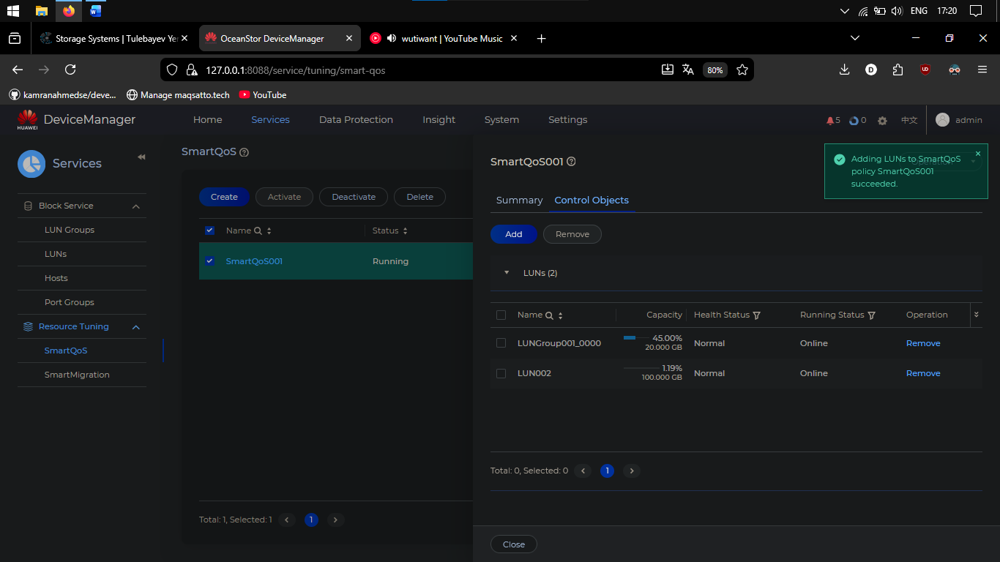 ENG 17:20
Storage Systems | Tulebayev Ye
OceanStor DeviceManager
wutiwant | YouTube Music
127.0.0.1:8088/service/tuning/smart-qos
80%
kamranahmedse/deve...
Manage maqsatto.tech
YouTube
HUAWEI
DeviceManager
Home
Services
Data Protection
Insight
System
Settings
5
0
中文
admin
Services
Block Service
LUN Groups
LUNs
Hosts
Port Groups
Resource Tuning
SmartQoS
SmartMigration
SmartQoS
Create
Activate
Deactivate
Delete
Name
Status
SmartQoS001
Running
Total: 1, Selected: 1
1
SmartQoS001
Adding LUNs to SmartQoS
policy SmartQoS001
succeeded.
Summary
Control Objects
Add
Remove
LUNs (2)
Name
Capacity
Health Status
Running Status
Operation
LUNGroup001_0000
45.00%
20.000 GB
Normal
Online
Remove
LUN002
1.19%
100.000 GB
Normal
Online
Remove
Total: 0, Selected: 0
1
Close